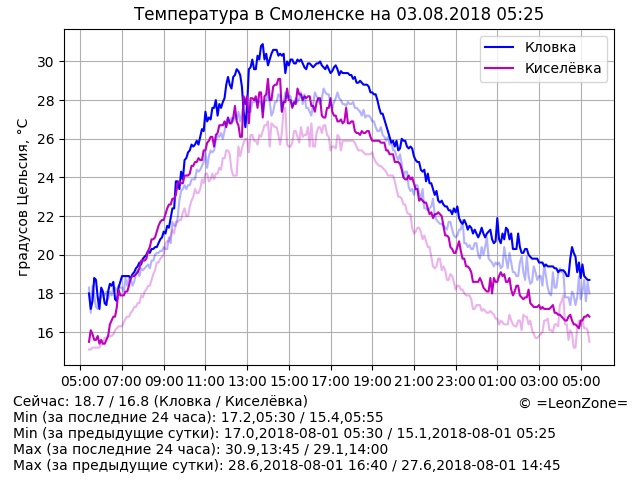 Температура в Смоленске на 03.08.2018 05:25
Кловка
Киселёвка
градусов Цельсия, °C
30
28
26
24
22
20
18
16
05:00 07:00 09:00 11:00 13:00 15:00 17:00 19:00 21:00 23:00 01:00 03:00 05:00
Сейчас: 18.7 / 16.8 (Кловка / Киселёвка)
© =LeonZone=
Min (за последние 24 часа): 17.2,05:30 / 15.4,05:55
Min (за предыдущие сутки): 17.0,2018-08-01 05:30 / 15.1,2018-08-01 05:25
Max (за последние 24 часа): 30.9,13:45 / 29.1,14:00
Max (за предыдущие сутки): 28.6,2018-08-01 16:40 / 27.6,2018-08-01 14:45